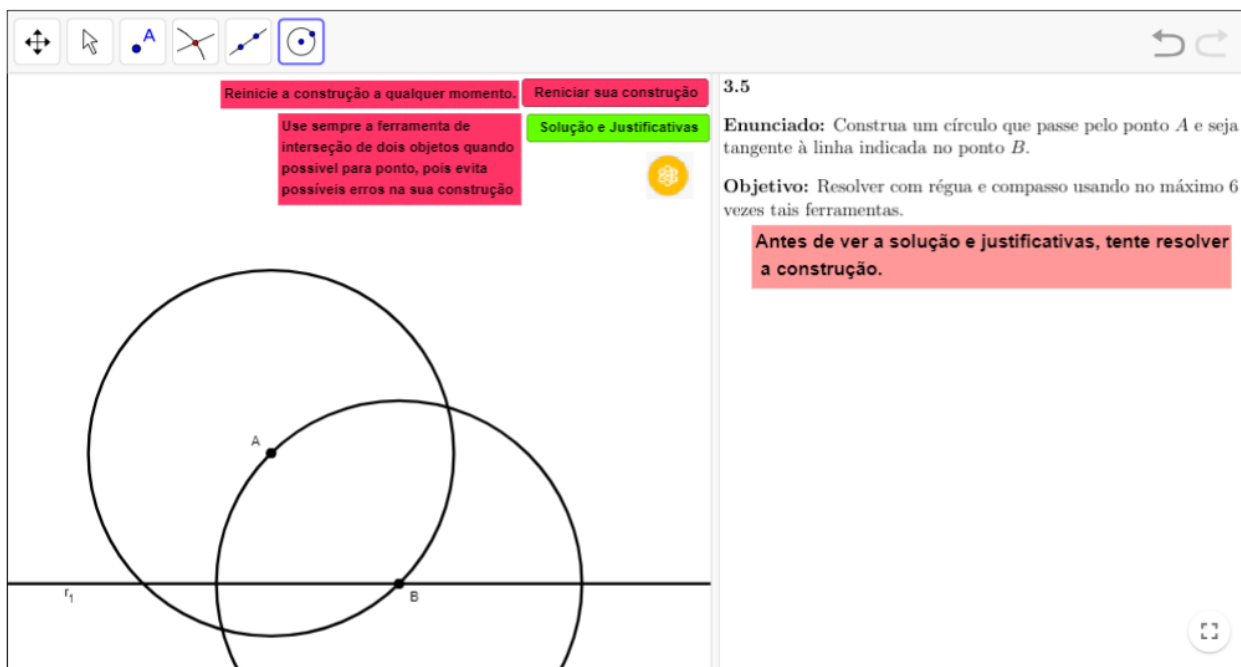 A
Reinicie a construção a qualquer momento.
Reniciar sua construção
Use sempre a ferramenta de
interseção de dois objetos quando
possivel para ponto, pois evita
possíveis erros na sua construção
Solução e Justificativas
A
r1
B
3.5
Enunciado: Construa um círculo que passe pelo ponto A e seja
tangente à linha indicada no ponto B.
Objetivo: Resolver com régua e compasso usando no máximo 6
vezes tais ferramentas.
Antes de ver a solução e justificativas, tente resolver
a construção.